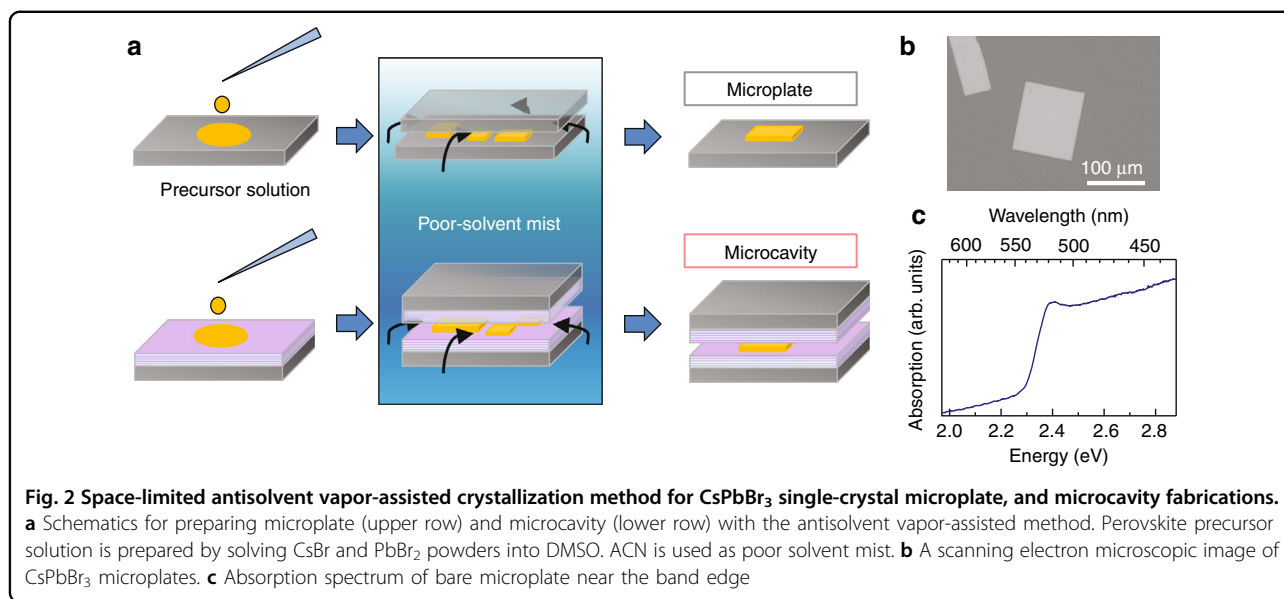 a
b
Microplate
Precursor solution
100 μm
Poor-solvent mist
Microcavity
c
Wavelength (nm)
600 550 500 450
Absorption (arb. units)
2.0 2.2 2.4 2.6 2.8
Energy (eV)
Fig. 2 Space-limited antisolvent vapor-assisted crystallization method for CsPbBr₃ single-crystal microplate, and microcavity fabrications.
a Schematics for preparing microplate (upper row) and microcavity (lower row) with the antisolvent vapor-assisted method. Perovskite precursor
solution is prepared by solving CsBr and PbBr₂ powders into DMSO. ACN is used as poor solvent mist. b A scanning electron microscopic image of
CsPbBr₃ microplates. c Absorption spectrum of bare microplate near the band edge